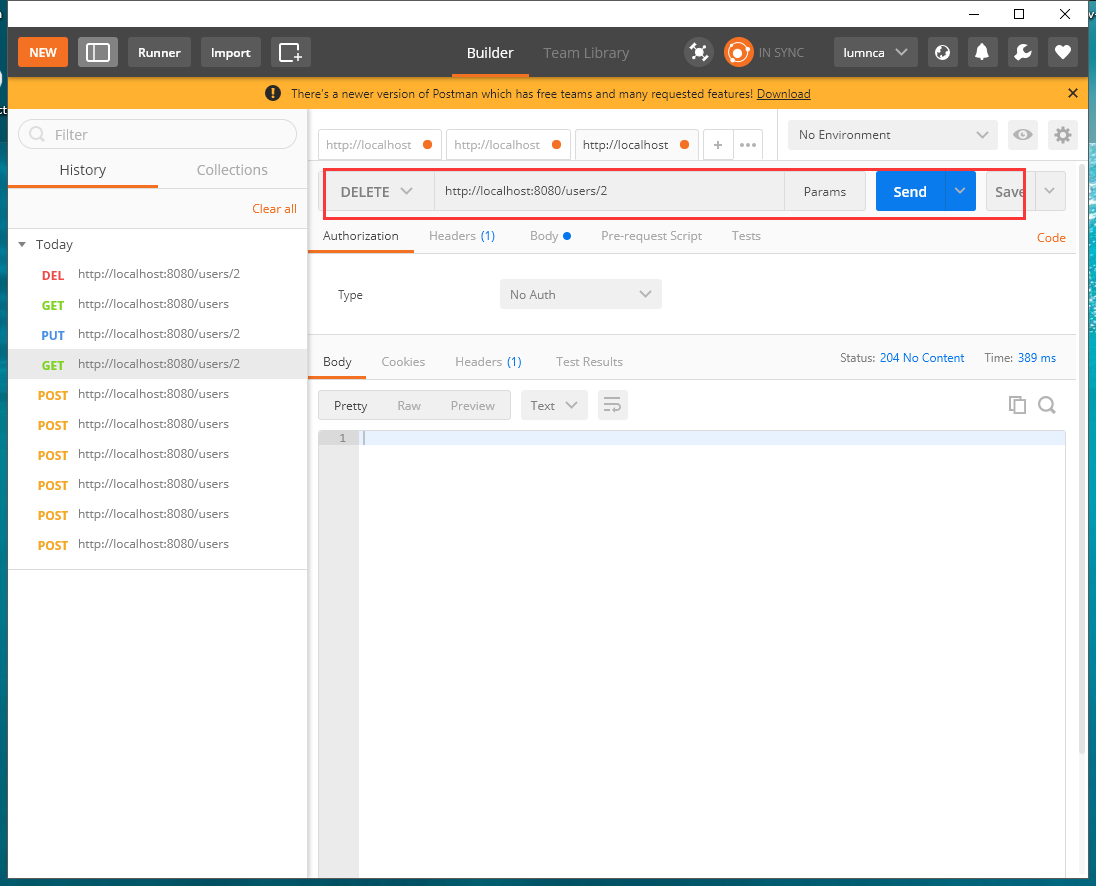 NEW Runner Import Builder Team Library IN SYNC lumnca
! There's a newer version of Postman which has free teams and many requested features! Download
Filter
History Collections
Clear all
Today
DEL http://localhost:8080/users/2
GET http://localhost:8080/users
PUT http://localhost:8080/users/2
GET http://localhost:8080/users/2
POST http://localhost:8080/users
POST http://localhost:8080/users
POST http://localhost:8080/users
POST http://localhost:8080/users
POST http://localhost:8080/users
POST http://localhost:8080/users
http://localhost http://localhost http://localhost + ••• No Environment
DELETE http://localhost:8080/users/2 Params Send Save
Authorization Headers (1) Body Pre-request Script Tests Code
Type No Auth
Body Cookies Headers (1) Test Results Status: 204 No Content Time: 389 ms
Pretty Raw Preview Text
1